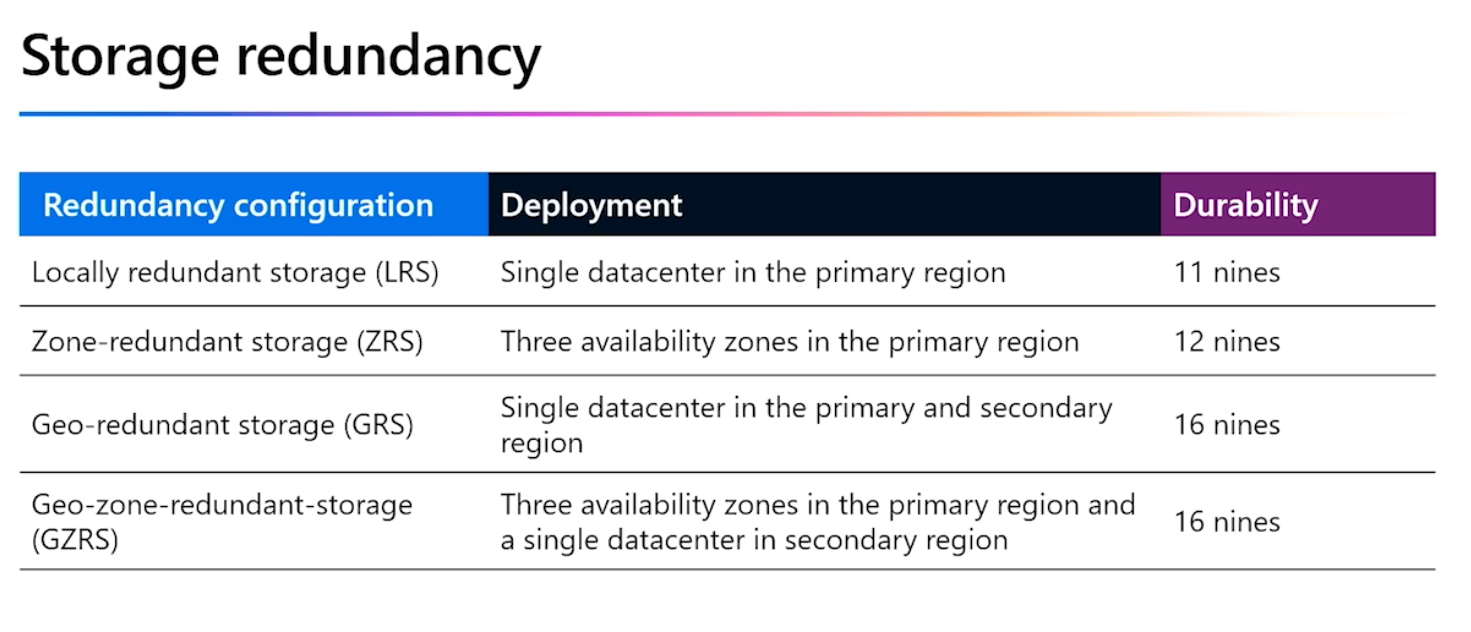 Storage redundancy
Redundancy configuration Deployment Durability
Locally redundant storage (LRS) Single datacenter in the primary region 11 nines
Zone-redundant storage (ZRS) Three availability zones in the primary region 12 nines
Geo-redundant storage (GRS) Single datacenter in the primary and secondary
region 16 nines
Geo-zone-redundant-storage
(GZRS) Three availability zones in the primary region and
a single datacenter in secondary region 16 nines